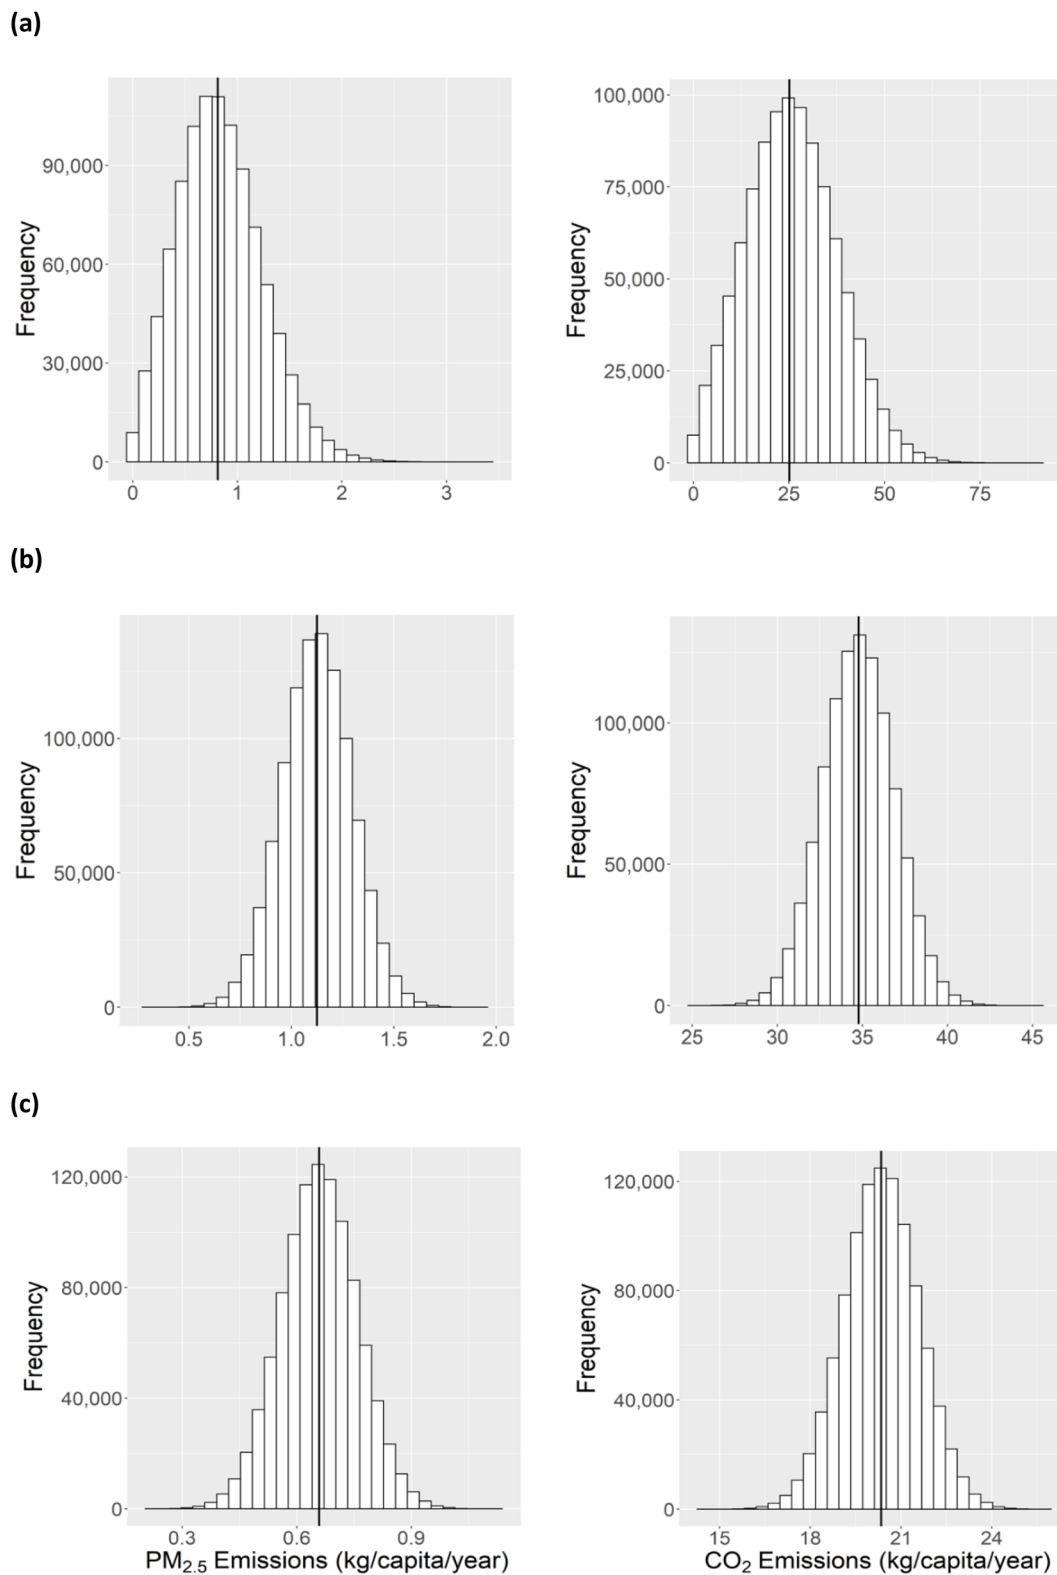 (a)
Frequency
90,000
60,000
30,000
0
0 1 2 3
Frequency
100,000
75,000
50,000
25,000
0
0 25 50 75
(b)
Frequency
100,000
50,000
0
0.5 1.0 1.5 2.0
Frequency
100,000
50,000
0
25 30 35 40 45
(c)
Frequency
120,000
80,000
40,000
0
0.3 0.6 0.9
PM2.5 Emissions (kg/capita/year)
Frequency
120,000
80,000
40,000
0
15 18 21 24
CO2 Emissions (kg/capita/year)